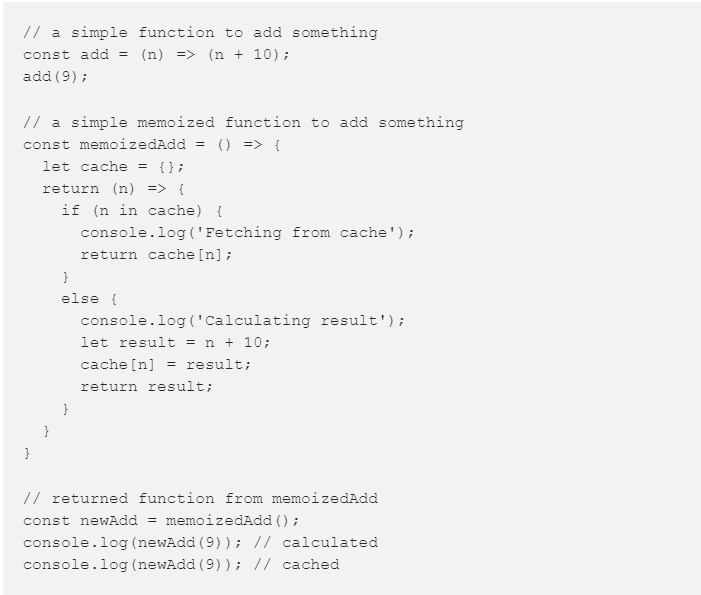 // a simple function to add something
const add = (n) => (n + 10);
add(9);

// a simple memoized function to add something
const memoizedAdd = () => {
  let cache = {};
  return (n) => {
    if (n in cache) {
      console.log('Fetching from cache');
      return cache[n];
    }
    else {
      console.log('Calculating result');
      let result = n + 10;
      cache[n] = result;
      return result;
    }
  }
}

// returned function from memoizedAdd
const newAdd = memoizedAdd();
console.log(newAdd(9)); // calculated
console.log(newAdd(9)); // cached